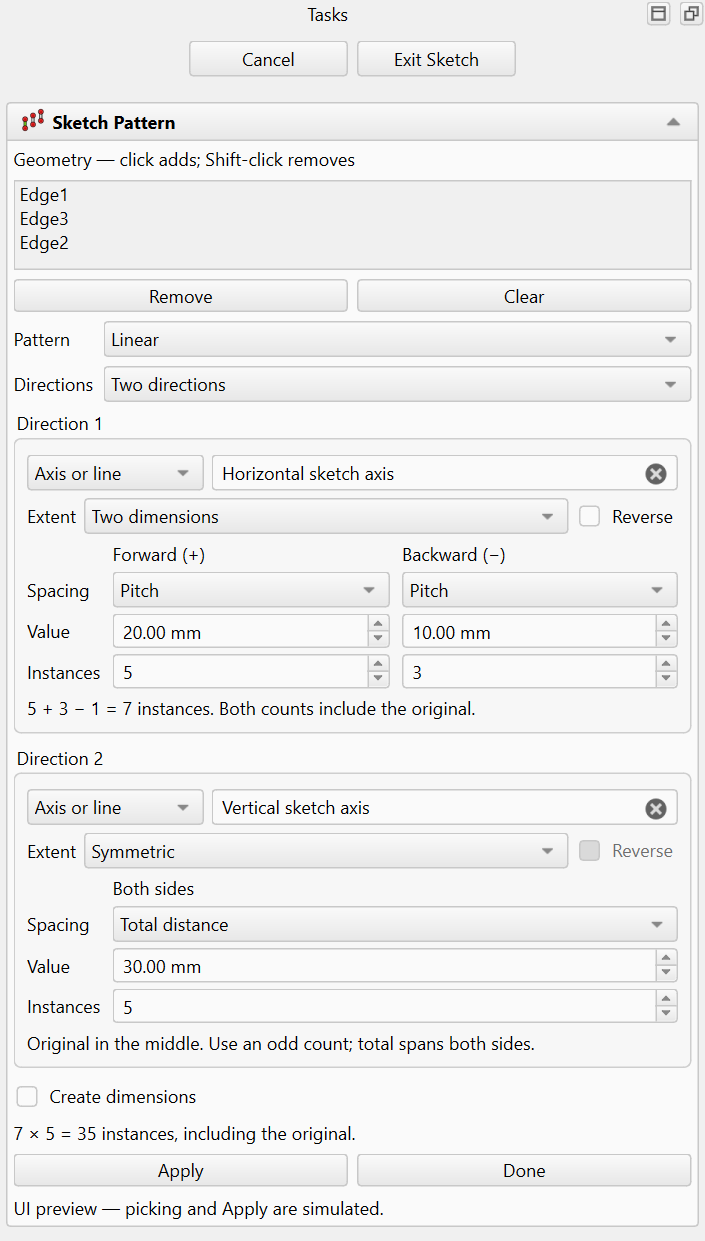 Tasks
Cancel Exit Sketch
Sketch Pattern
Geometry — click adds; Shift-click removes
Edge1
Edge3
Edge2
Remove Clear
Pattern Linear
Directions Two directions
Direction 1
Axis or line Horizontal sketch axis
Extent Two dimensions Reverse
Forward (+) Backward (−)
Spacing Pitch Pitch
Value 20.00 mm 10.00 mm
Instances 5 3
5 + 3 − 1 = 7 instances. Both counts include the original.
Direction 2
Axis or line Vertical sketch axis
Extent Symmetric Reverse
Both sides
Spacing Total distance
Value 30.00 mm
Instances 5
Original in the middle. Use an odd count; total spans both sides.
Create dimensions
7 × 5 = 35 instances, including the original.
Apply Done
UI preview — picking and Apply are simulated.